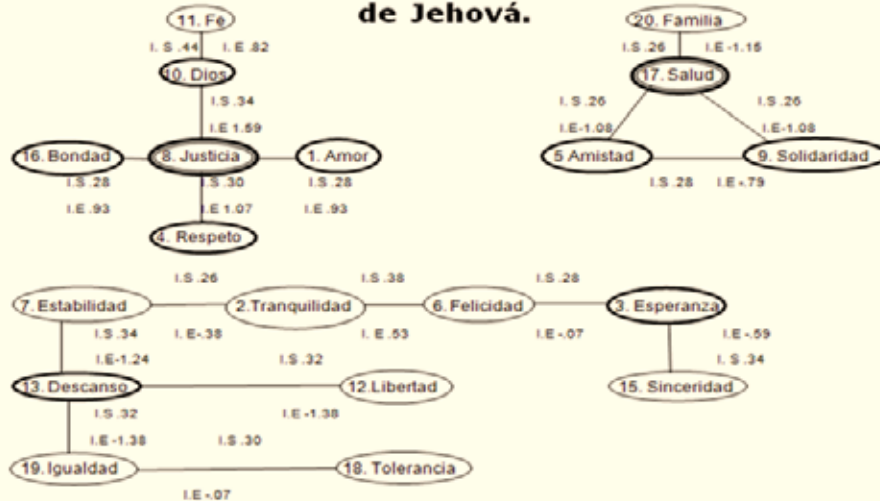 de Jehová.
11. Fe
20. Familia
I. S .44 I. E .82
I.S .26 I.E-1.15
10. Dios
17. Salud
I.S .34
I.E 1.59
I.S .26
I.E-1.08
I.S .26
I.E-1.08
16. Bondad
8. Justicia
1. Amor
5 Amistad
9. Solidaridad
I.S .28
I.E .93
I.S .30
I.E 1.07
I.S .28
I.E .93
I.S .28 I.E -.79
4. Respeto
I.S .26
I.S .38
I.S .28
7. Estabilidad
2.Tranquilidad
6. Felicidad
3. Esperanza
I.S .34
I. E-.38
I. E .53
I.E -.07
I.E -.59
I.E-1.24
I.S .32
I. S .34
13. Descanso
12.Libertad
15. Sinceridad
I.S .32
I.E -1.38
I.E -1.38
I.S .30
19. Igualdad
18. Tolerancia
I.E -.07